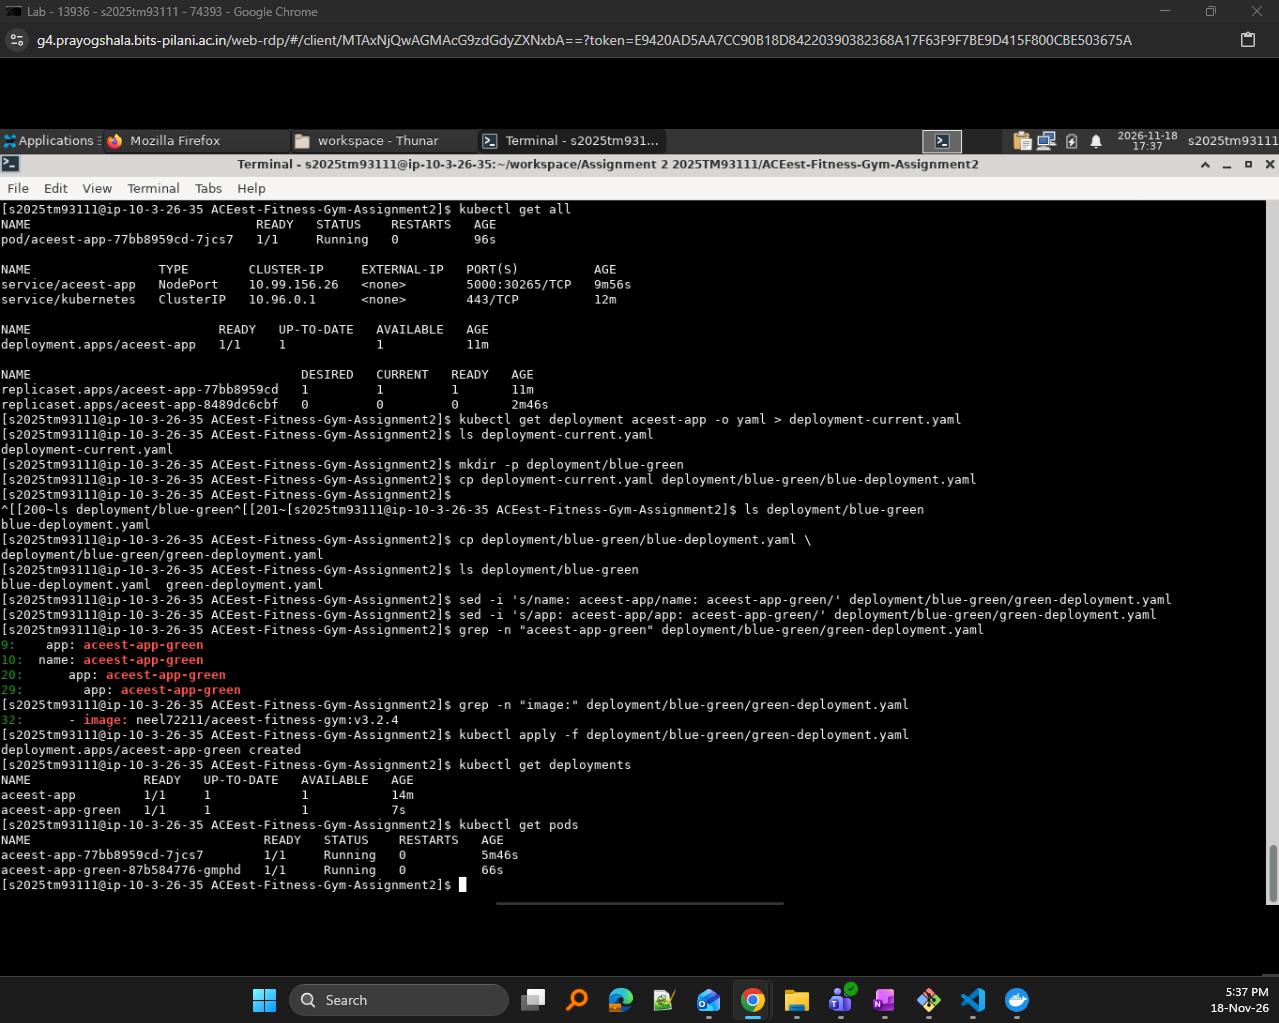 Lab - 13936 - s2025tm93111 - 74393 - Google Chrome
g4.prayogshala.bits-pilani.ac.in/web-rdp/#/client/MTAxNjQwAGMAcG9zdGdyZXNxbA==?token=E9420AD5AA7CC90B18D84220390382368A17F63F9F7BE9D415F800CBE503675A
Applications Mozilla Firefox workspace - Thunar Terminal - s2025tm931... 2026-11-18 17:37 s2025tm93111
Terminal - s2025tm93111@ip-10-3-26-35:~/workspace/Assignment 2 2025TM93111/ACEest-Fitness-Gym-Assignment2
File Edit View Terminal Tabs Help
[s2025tm93111@ip-10-3-26-35 ACEest-Fitness-Gym-Assignment2]$ kubectl get all
NAME READY STATUS RESTARTS AGE
pod/aceest-app-77bb8959cd-7jcs7 1/1 Running 0 96s
NAME TYPE CLUSTER-IP EXTERNAL-IP PORT(S) AGE
service/aceest-app NodePort 10.99.156.26 <none> 5000:30265/TCP 9m56s
service/kubernetes ClusterIP 10.96.0.1 <none> 443/TCP 12m
NAME READY UP-TO-DATE AVAILABLE AGE
deployment.apps/aceest-app 1/1 1 1 11m
NAME DESIRED CURRENT READY AGE
replicaset.apps/aceest-app-77bb8959cd 1 1 1 11m
replicaset.apps/aceest-app-8489dc6cbf 0 0 0 2m46s
[s2025tm93111@ip-10-3-26-35 ACEest-Fitness-Gym-Assignment2]$ kubectl get deployment aceest-app -o yaml > deployment-current.yaml
[s2025tm93111@ip-10-3-26-35 ACEest-Fitness-Gym-Assignment2]$ ls deployment-current.yaml
deployment-current.yaml
[s2025tm93111@ip-10-3-26-35 ACEest-Fitness-Gym-Assignment2]$ mkdir -p deployment/blue-green
[s2025tm93111@ip-10-3-26-35 ACEest-Fitness-Gym-Assignment2]$ cp deployment-current.yaml deployment/blue-green/blue-deployment.yaml
[s2025tm93111@ip-10-3-26-35 ACEest-Fitness-Gym-Assignment2]$
^[[200~ls deployment/blue-green^[[201~[s2025tm93111@ip-10-3-26-35 ACEest-Fitness-Gym-Assignment2]$ ls deployment/blue-green
blue-deployment.yaml
[s2025tm93111@ip-10-3-26-35 ACEest-Fitness-Gym-Assignment2]$ cp deployment/blue-green/blue-deployment.yaml \
deployment/blue-green/green-deployment.yaml
[s2025tm93111@ip-10-3-26-35 ACEest-Fitness-Gym-Assignment2]$ ls deployment/blue-green
blue-deployment.yaml green-deployment.yaml
[s2025tm93111@ip-10-3-26-35 ACEest-Fitness-Gym-Assignment2]$ sed -i 's/name: aceest-app/name: aceest-app-green/' deployment/blue-green/green-deployment.yaml
[s2025tm93111@ip-10-3-26-35 ACEest-Fitness-Gym-Assignment2]$ sed -i 's/app: aceest-app/app: aceest-app-green/' deployment/blue-green/green-deployment.yaml
[s2025tm93111@ip-10-3-26-35 ACEest-Fitness-Gym-Assignment2]$ grep -n "aceest-app-green" deployment/blue-green/green-deployment.yaml
9: app: aceest-app-green
10: name: aceest-app-green
20: app: aceest-app-green
29: app: aceest-app-green
[s2025tm93111@ip-10-3-26-35 ACEest-Fitness-Gym-Assignment2]$ grep -n "image:" deployment/blue-green/green-deployment.yaml
32: - image: neel72211/aceest-fitness-gym:v3.2.4
[s2025tm93111@ip-10-3-26-35 ACEest-Fitness-Gym-Assignment2]$ kubectl apply -f deployment/blue-green/green-deployment.yaml
deployment.apps/aceest-app-green created
[s2025tm93111@ip-10-3-26-35 ACEest-Fitness-Gym-Assignment2]$ kubectl get deployments
NAME READY UP-TO-DATE AVAILABLE AGE
aceest-app 1/1 1 1 14m
aceest-app-green 1/1 1 1 7s
[s2025tm93111@ip-10-3-26-35 ACEest-Fitness-Gym-Assignment2]$ kubectl get pods
NAME READY STATUS RESTARTS AGE
aceest-app-77bb8959cd-7jcs7 1/1 Running 0 5m46s
aceest-app-green-87b584776-gmphd 1/1 Running 0 66s
[s2025tm93111@ip-10-3-26-35 ACEest-Fitness-Gym-Assignment2]$
Search
5:37 PM
18-Nov-26